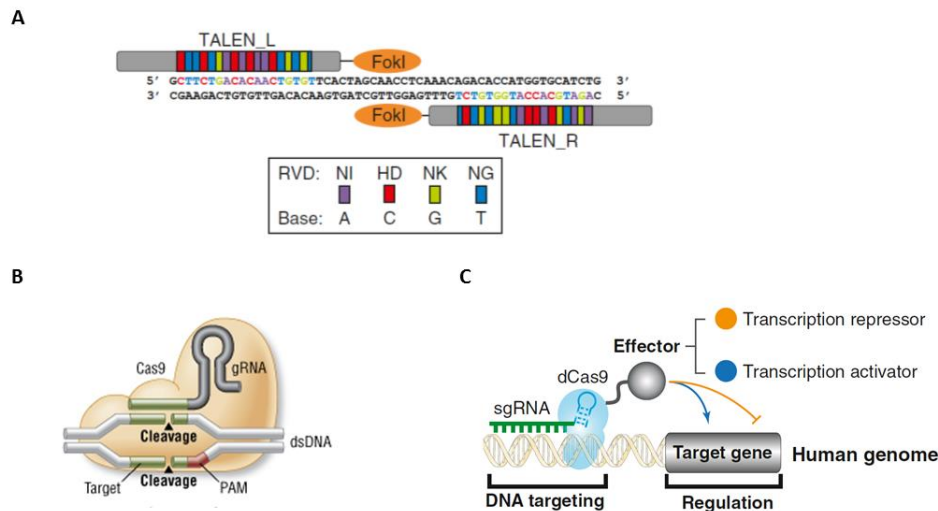 A
TALEN_L
FokI
5′ GCTTCTGACACAACTGTGTTCACTAGCAACCTCAAACAGACACCATGGTGCATCTG 3′
3′ CGAAGACTGTGTTGACACAAGTGATCGTTGGAGTTTGTCTGTGGTACCACGTAGAC 5′
FokI
TALEN_R
RVD: NI HD NK NG
Base: A C G T
B
Cas9
gRNA
Cleavage
dsDNA
Cleavage
Target
PAM
C
Transcription repressor
Effector
Transcription activator
dCas9
sgRNA
Target gene
Human genome
DNA targeting
Regulation